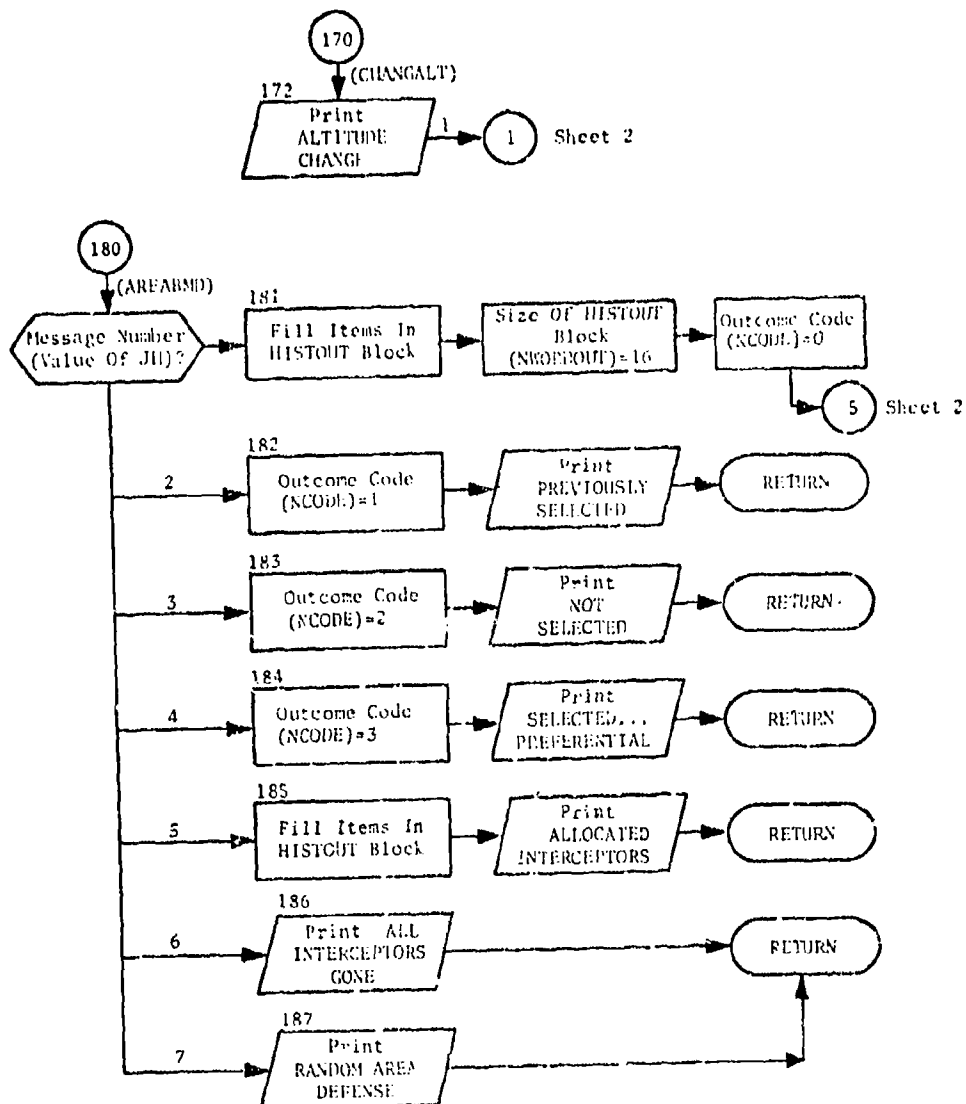 170
(CHANGALT)
172
Print
ALTITUDE
CHANGE
1
1
Sheet 2
180
(AREABMD)
Message Number
(Value Of JH)?
181
Fill Items In
HISTOUT Block
Size Of HISTOUT
Block
(NWORDOUT)=16
Outcome Code
(NCODE)=0
5
Sheet 2
2
182
Outcome Code
(NCODE)=1
Print
PREVIOUSLY
SELECTED
RETURN
3
183
Outcome Code
(NCODE)=2
Print
NOT
SELECTED
RETURN
4
184
Outcome Code
(NCODE)=3
Print
SELECTED...
PREFERENTIAL
RETURN
5
185
Fill Items In
HISTOUT Block
Print
ALLOCATED
INTERCEPTORS
RETURN
6
186
Print ALL
INTERCEPTORS
GONE
RETURN
7
187
Print
RANDOM AREA
DEFENSE